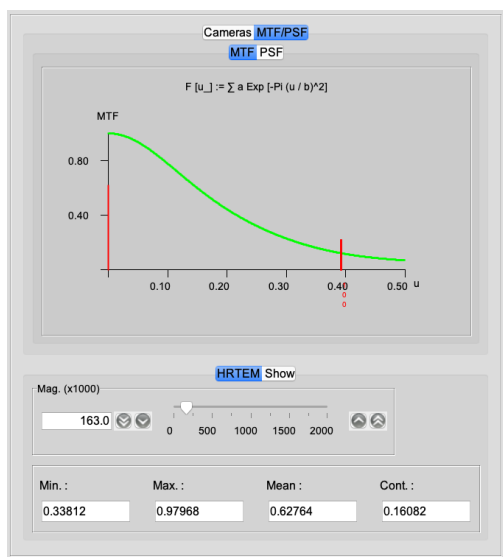 Cameras MTF/PSF
MTF PSF
F [u_] := ∑ a Exp [-Pi (u / b)^2]
MTF
0.80
0.40
0.10 0.20 0.30 0.40 0.50 u
0
0
HRTEM Show
Mag. (x1000)
163.0
0 500 1000 1500 2000
Min. : Max. : Mean : Cont. :
0.33812 0.97968 0.62764 0.16082